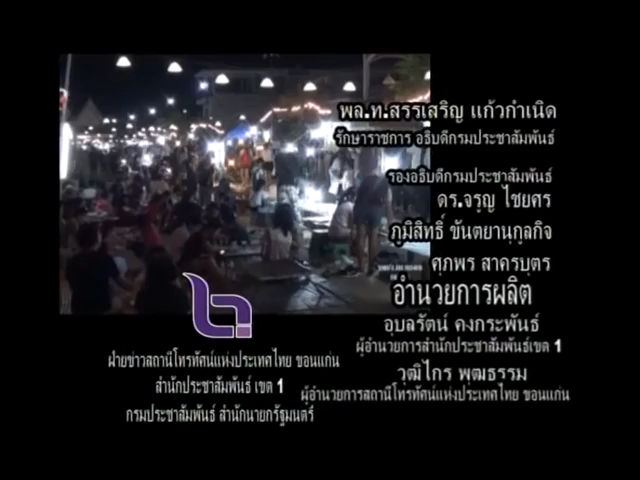 พล.ท.สรรเสริญ แก้วกำเนิด
รักษาราชการ อธิบดีกรมประชาสัมพันธ์
รองอธิบดีกรมประชาสัมพันธ์
ดร.จรูญ ไชยศร
ภูมิสิทธิ์ ขันตยานุกูลกิจ
ศุภพร สาครบุตร
อำนวยการผลิต
อุบลรัตน์ คงกระพันธ์
ผู้อำนวยการสำนักประชาสัมพันธ์เขต 1
วุฒิไกร พุฒธรรม
ผู้อำนวยการสถานีโทรทัศน์แห่งประเทศไทย ขอนแก่น
ฝ่ายข่าวสถานีโทรทัศน์แห่งประเทศไทย ขอนแก่น
สำนักประชาสัมพันธ์ เขต 1
กรมประชาสัมพันธ์ สำนักนายกรัฐมนตรี